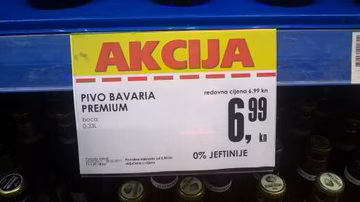 AKCIJA
PIVO BAVARIA
PREMIUM
boca
0,33L
redovna cijena 6,99 kn
6,99
kn
0% JEFTINIJE